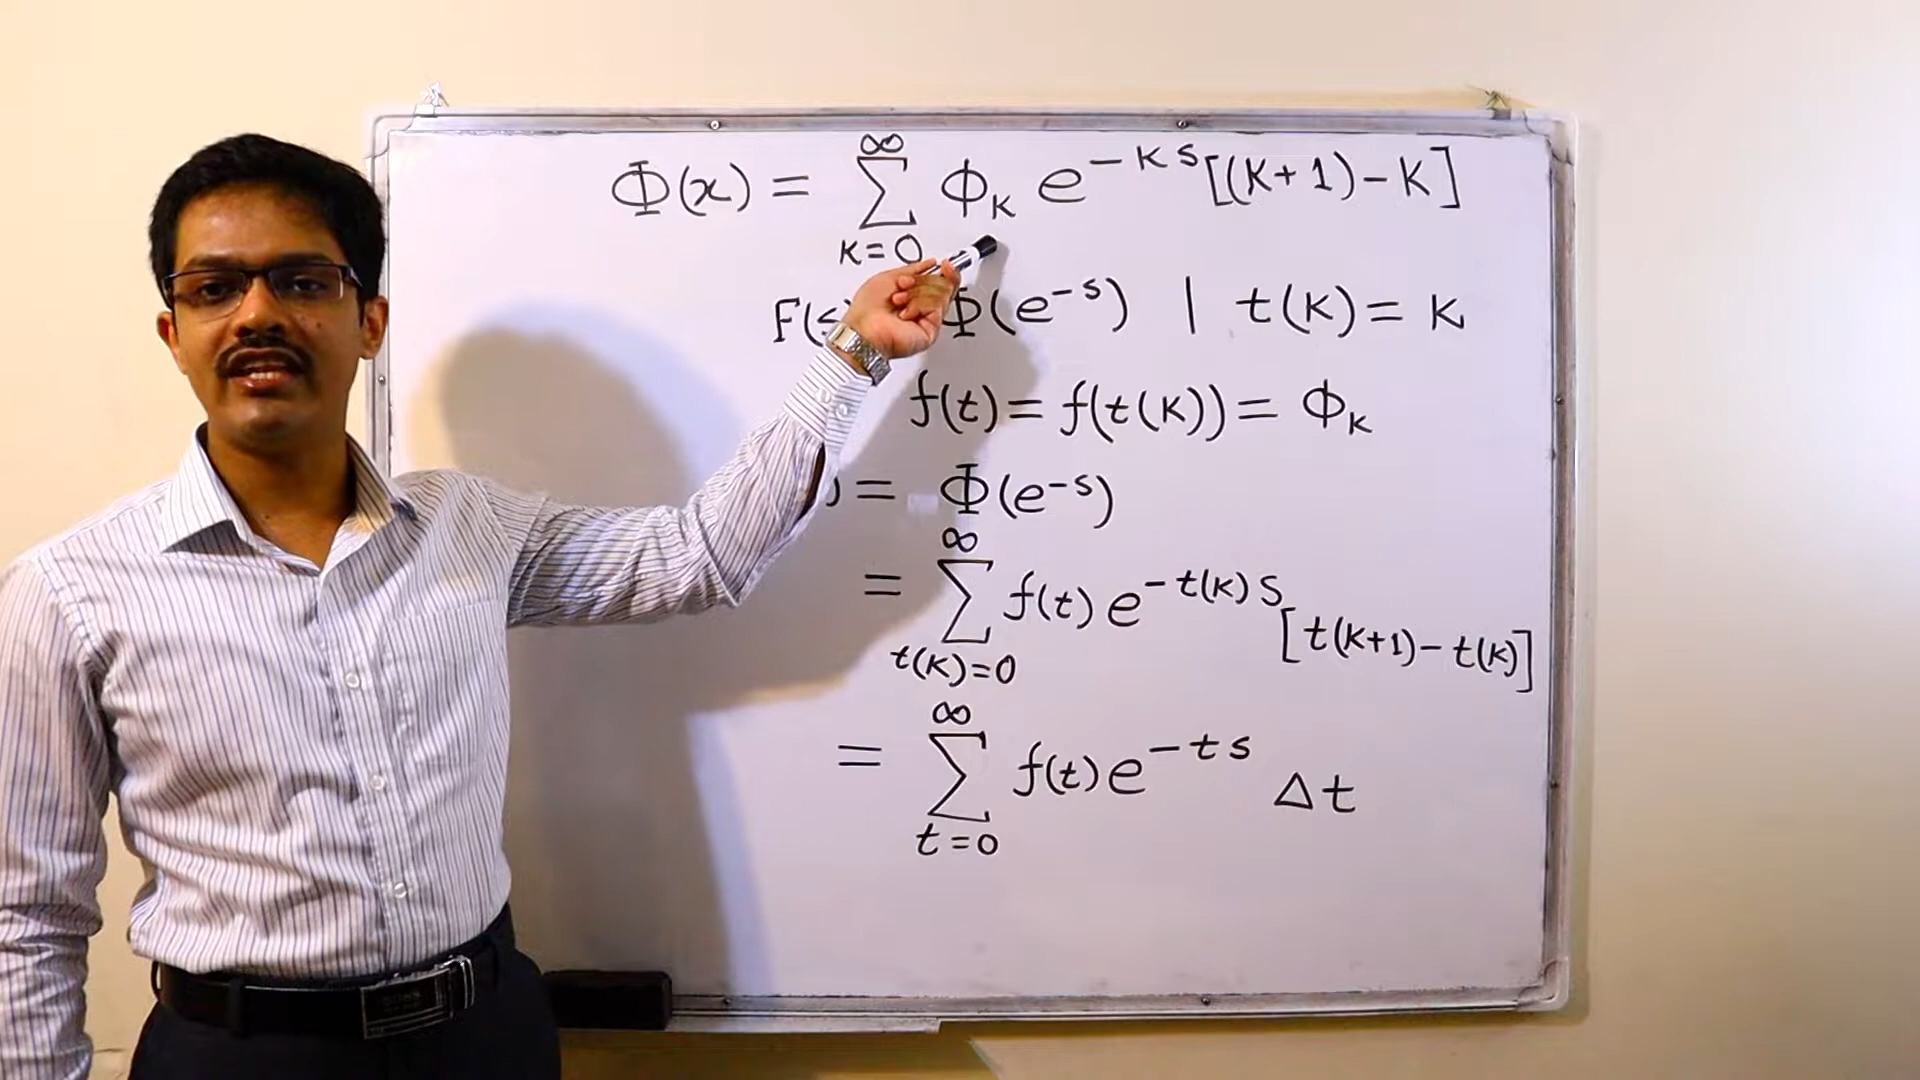 Φ(x) = ∑_{k=0}^{∞} ϕ_k e^{-ks} [(k+1)-k]
F(s Φ(e^{-s}) | t(k) = k
f(t) = f(t(k)) = ϕ_k
) = Φ(e^{-s})
= ∑_{t(k)=0}^{∞} f(t) e^{-t(k)s} [t(k+1)-t(k)]
= ∑_{t=0}^{∞} f(t) e^{-ts} Δt